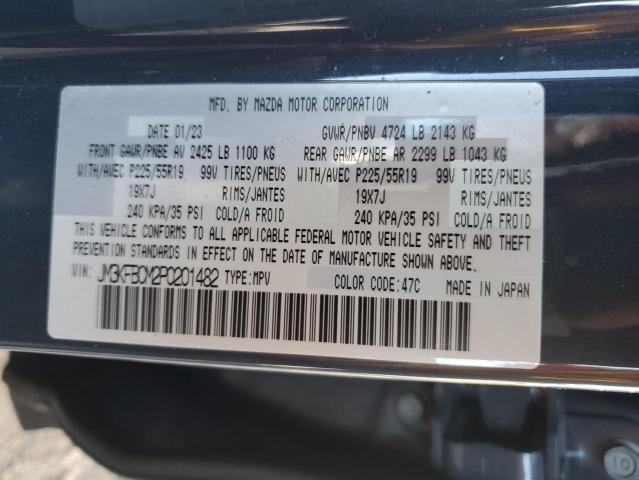 MFD. BY MAZDA MOTOR CORPORATION
DATE 01/23 GVWR/PNBV 4724 LB 2143 KG
FRONT GAWR/PNBE AV 2425 LB 1100 KG REAR GAWR/PNBE AR 2299 LB 1043 KG
WITH/AVEC P225/55R19 99V TIRES/PNEUS WITH/AVEC P225/55R19 99V TIRES/PNEUS
19X7J RIMS/JANTES 19X7J RIMS/JANTES
240 KPA/35 PSI COLD/A FROID 240 KPA/35 PSI COLD/A FROID
THIS VEHICLE CONFORMS TO ALL APPLICABLE FEDERAL MOTOR VEHICLE SAFETY AND THEFT
PREVENTION STANDARDS IN EFFECT ON THE DATE OF MANUFACTURE SHOWN ABOVE.
VIN: JM3KFBCM2P0201482 TYPE:MPV COLOR CODE:47C MADE IN JAPAN
10